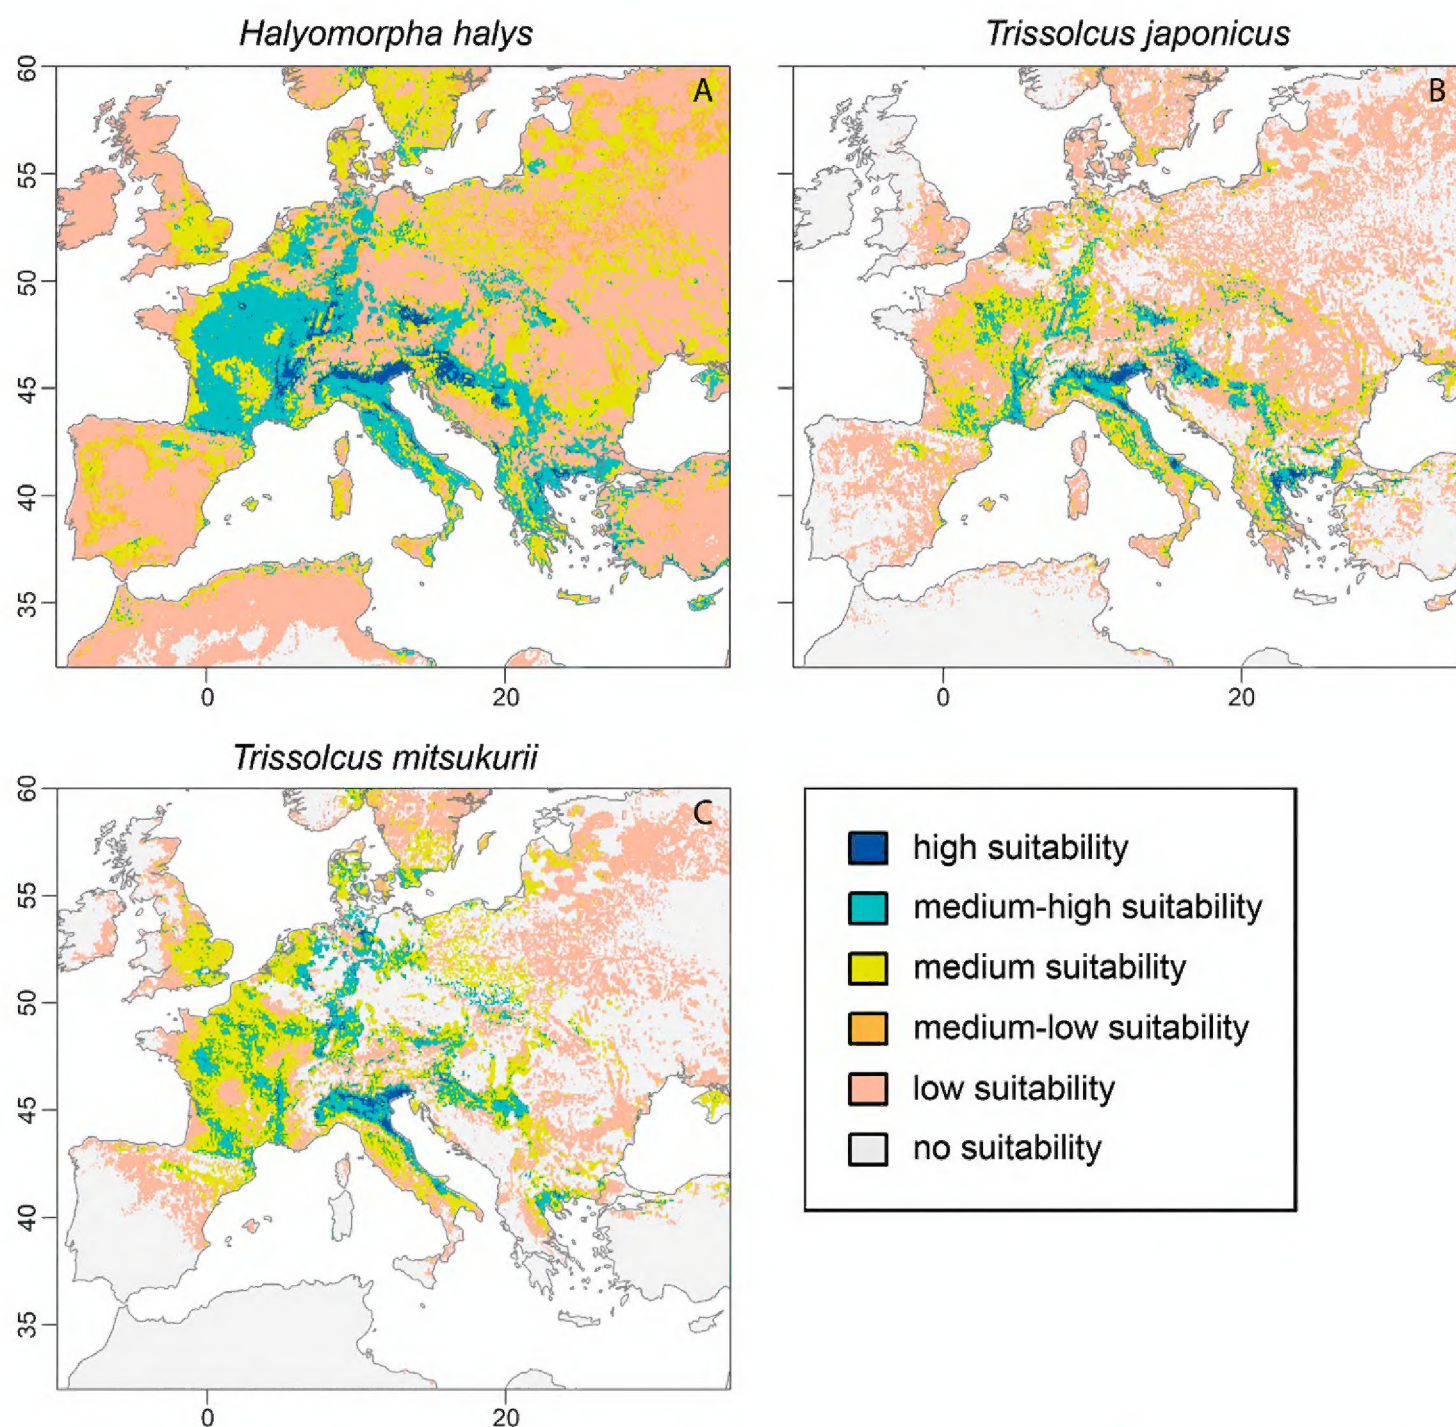 Halyomorpha halys
Trissolcus japonicus
A
B
60
55
50
45
40
35
0
20
0
20
Trissolcus mitsukurii
C
60
55
50
45
40
35
0
20
high suitability
medium-high suitability
medium suitability
medium-low suitability
low suitability
no suitability